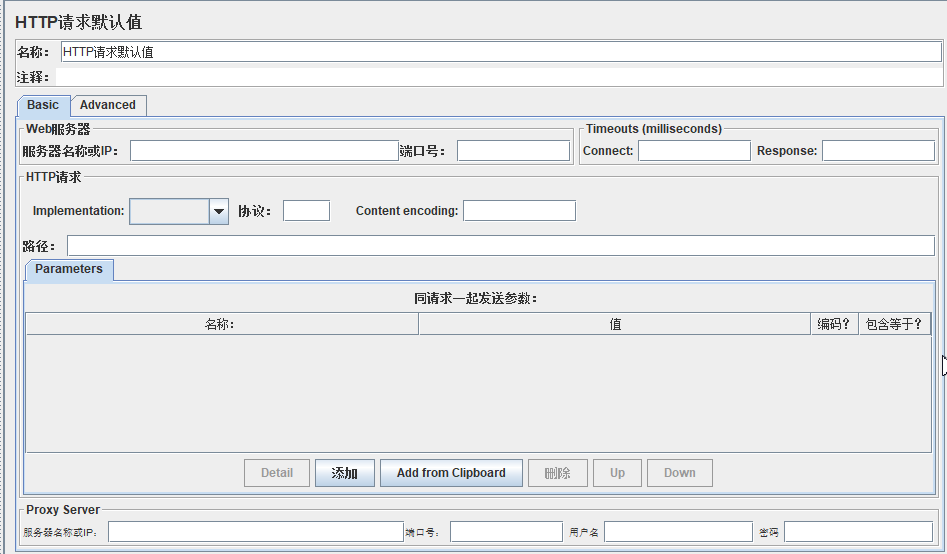 HTTP请求默认值
名称： HTTP请求默认值
注释：
Basic Advanced
Web服务器 Timeouts (milliseconds)
服务器名称或IP： 端口号： Connect: Response:
HTTP请求
Implementation: 协议： Content encoding:
路径：
Parameters
同请求一起发送参数：
名称： 值 编码？ 包含等于？
Detail 添加 Add from Clipboard 删除 Up Down
Proxy Server
服务器名称或IP： 端口号： 用户名 密码